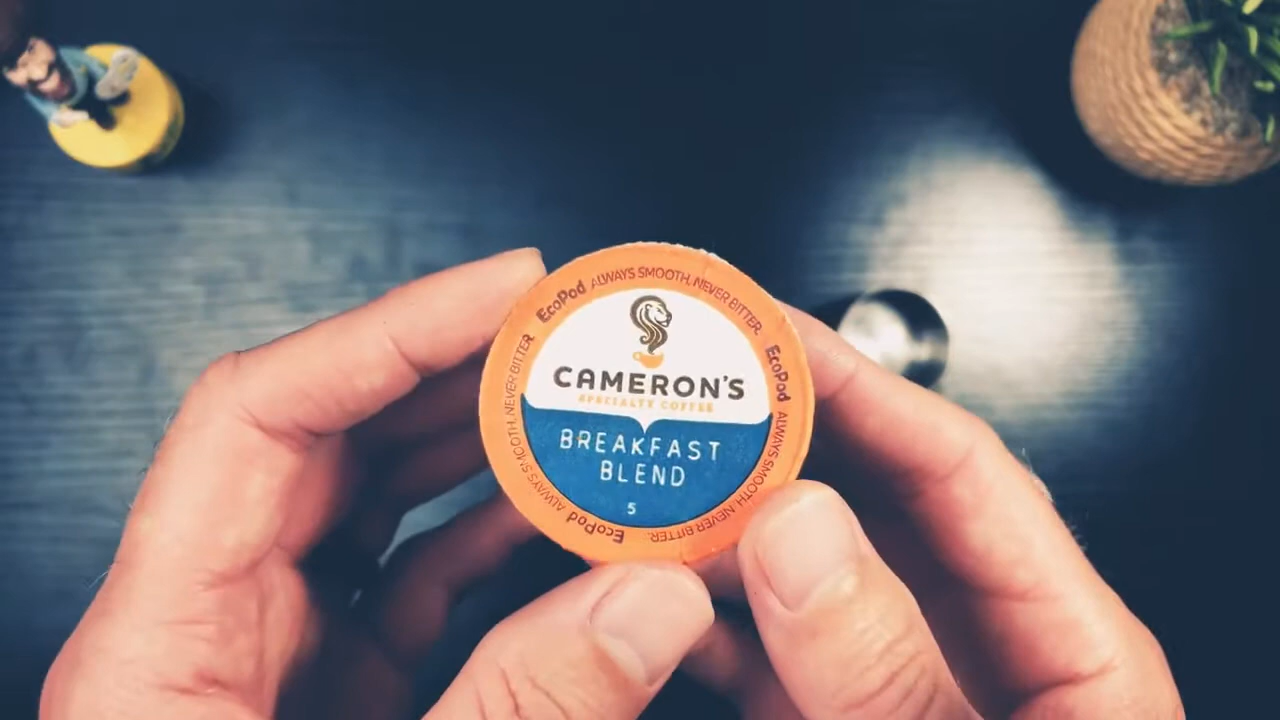 EcoPod ALWAYS SMOOTH, NEVER BITTER.
EcoPod ALWAYS SMOOTH, NEVER BITTER.
EcoPod ALWAYS SMOOTH, NEVER BITTER
CAMERON'S
SPECIALTY COFFEE
BREAKFAST
BLEND
5